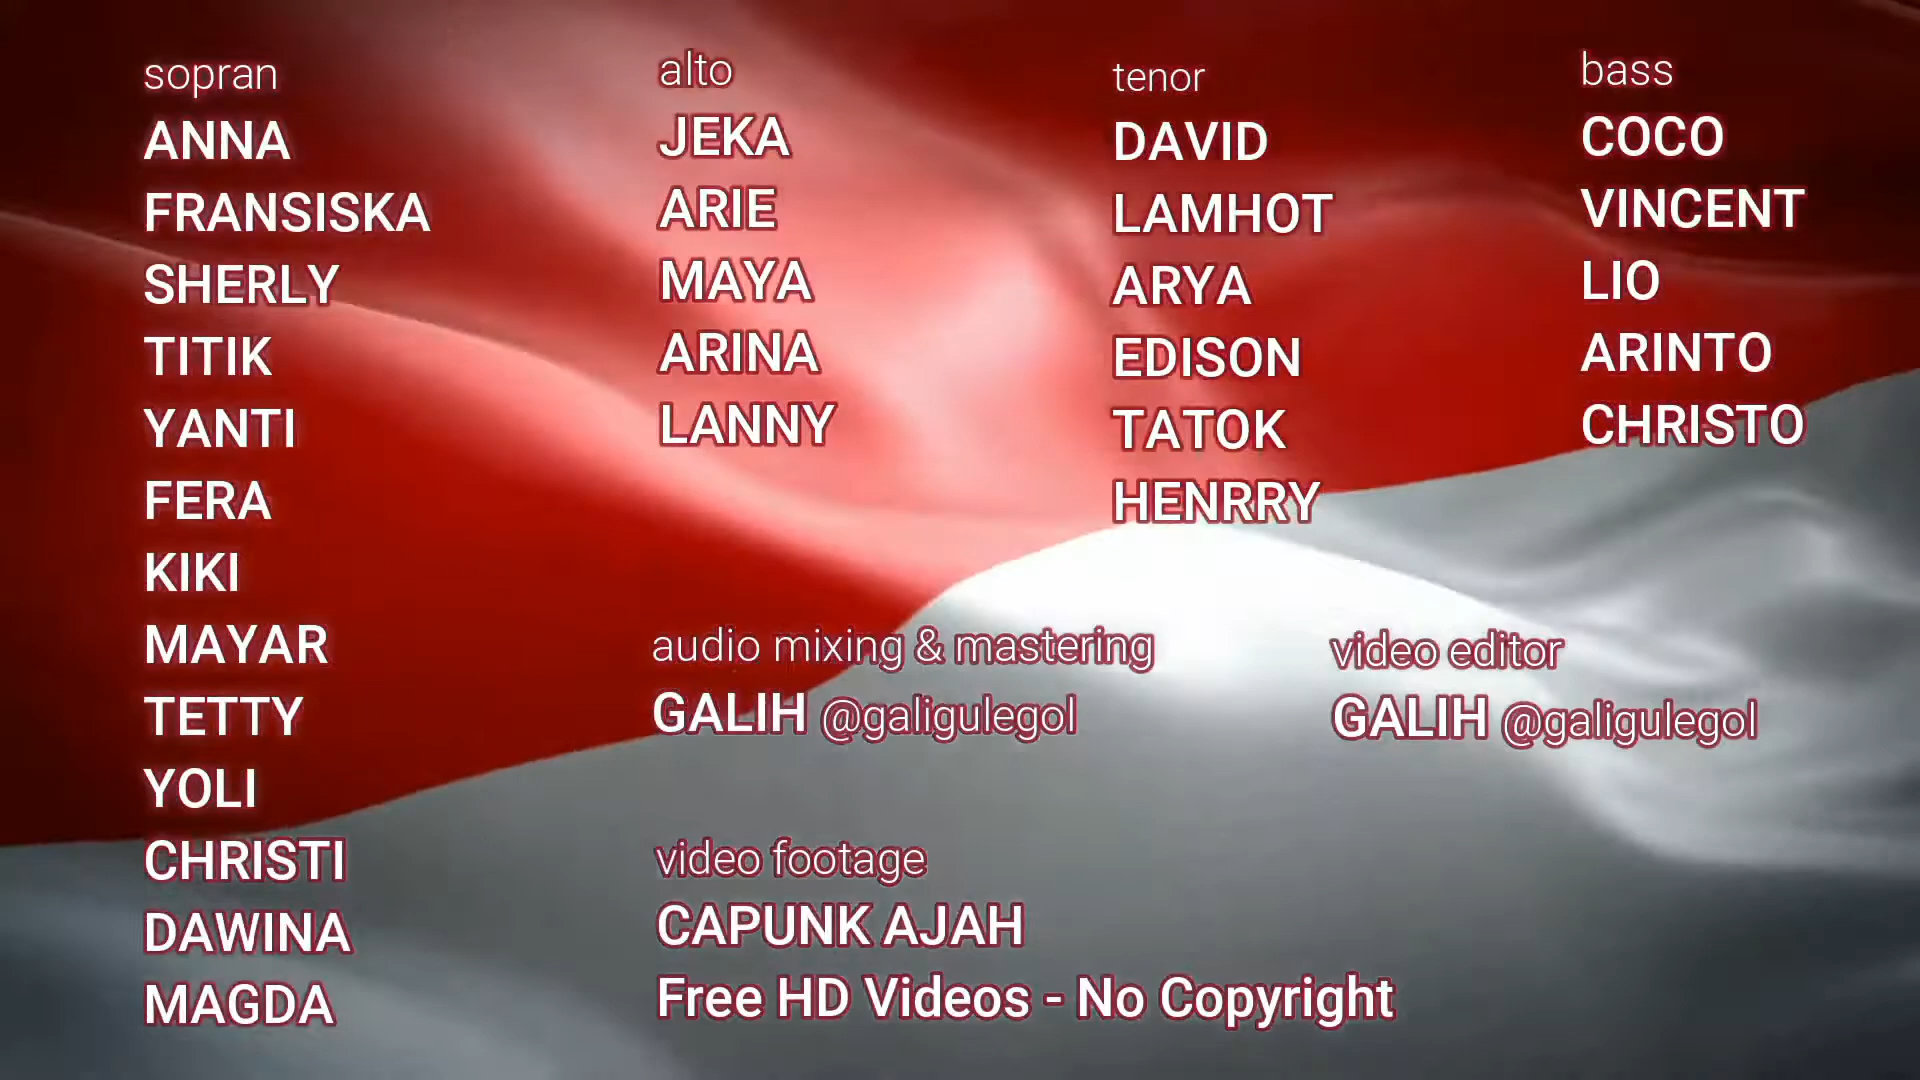 sopran
ANNA
FRANSISKA
SHERLY
TITIK
YANTI
FERA
KIKI
MAYAR
TETTY
YOLI
CHRISTI
DAWINA
MAGDA
alto
JEKA
ARIE
MAYA
ARINA
LANNY
tenor
DAVID
LAMHOT
ARYA
EDISON
TATOK
HENRRY
bass
COCO
VINCENT
LIO
ARINTO
CHRISTO
audio mixing & mastering
GALIH @galigulegol
video editor
GALIH @galigulegol
video footage
CAPUNK AJAH
Free HD Videos - No Copyright